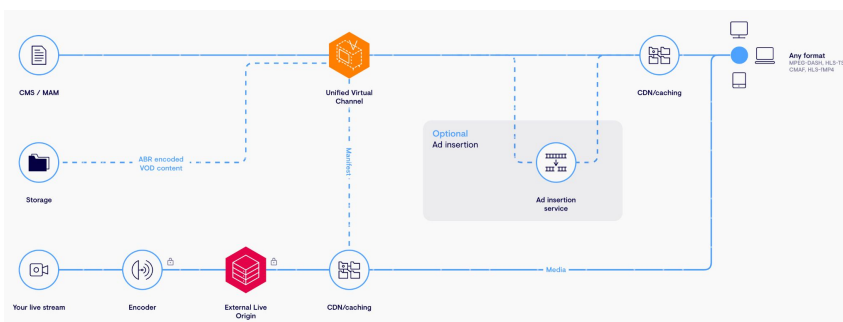 CMS / MAM
Unified Virtual
Channel
CDN/caching
Any format
MPEG-DASH, HLS-TS
CMAF, HLS-fMP4
Optional
Ad insertion
ABR encoded
VOD content
Manifest
Storage
Ad insertion
service
Media
Your live stream
Encoder
External Live
Origin
CDN/caching